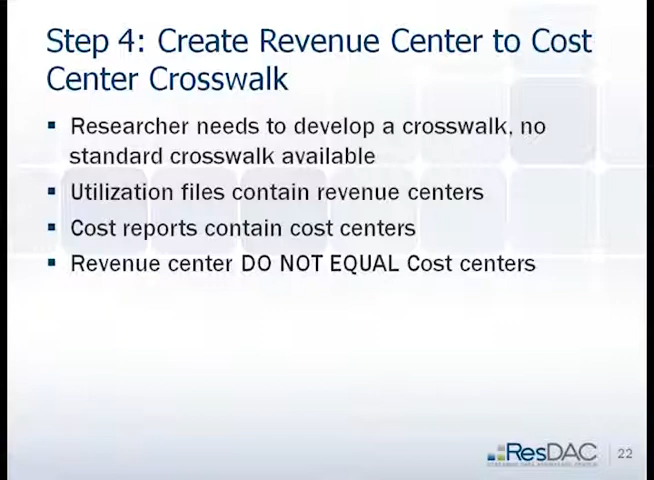 Step 4: Create Revenue Center to Cost
Center Crosswalk
▪ Researcher needs to develop a crosswalk, no
standard crosswalk available
▪ Utilization files contain revenue centers
▪ Cost reports contain cost centers
▪ Revenue center DO NOT EQUAL Cost centers
ResDAC
22